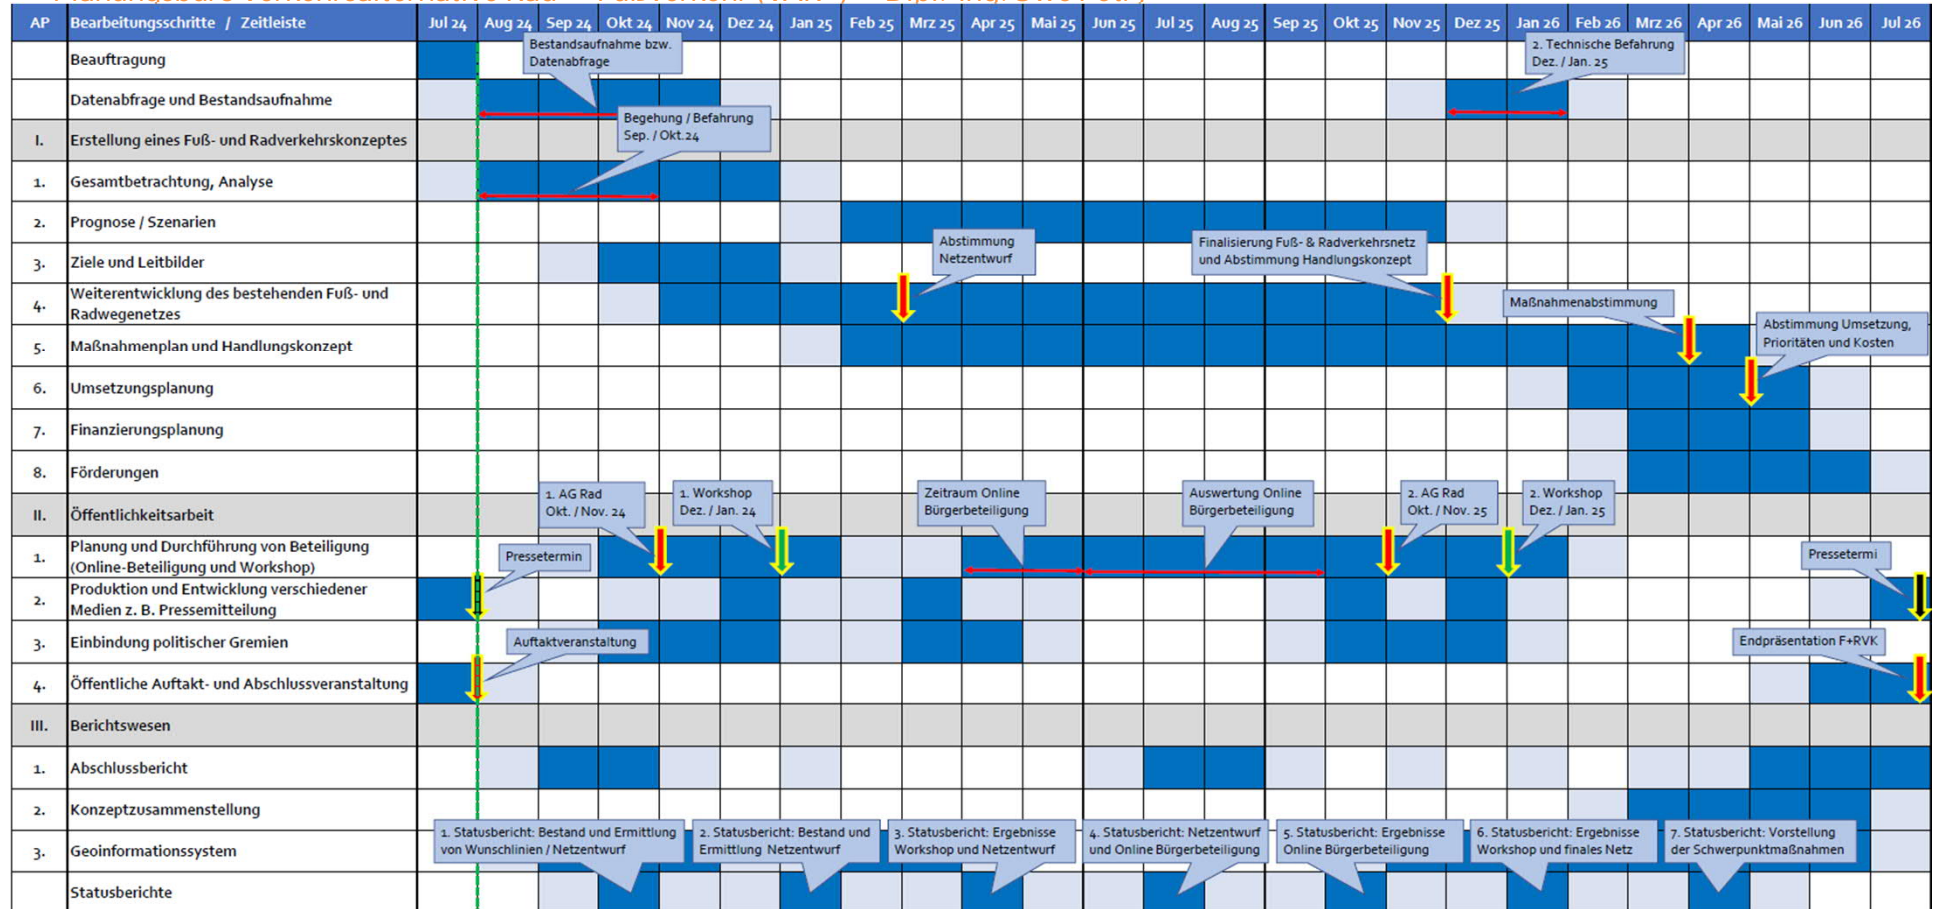 AP Bearbeitungsschritte / Zeitleiste Jul 24 Aug 24 Sep 24 Okt 24 Nov 24 Dez 24 Jan 25 Feb 25 Mrz 25 Apr 25 Mai 25 Jun 25 Jul 25 Aug 25 Sep 25 Okt 25 Nov 25 Dez 25 Jan 26 Feb 26 Mrz 26 Apr 26 Mai 26 Jun 26 Jul 26
Beauftragung
Bestandsaufnahme bzw.
Datenabfrage
2. Technische Befahrung
Dez. / Jan. 25
Datenabfrage und Bestandsaufnahme
Begehung / Befahrung
Sep. / Okt.24
I. Erstellung eines Fuß- und Radverkehrskonzeptes
1. Gesamtbetrachtung, Analyse
2. Prognose / Szenarien
Abstimmung
Netzentwurf
Finalisierung Fuß- & Radverkehrsnetz
und Abstimmung Handlungskonzept
3. Ziele und Leitbilder
4. Weiterentwicklung des bestehenden Fuß- und
Radwegenetzes
Maßnahmenabstimmung
5. Maßnahmenplan und Handlungskonzept
Abstimmung Umsetzung,
Prioritäten und Kosten
6. Umsetzungsplanung
7. Finanzierungsplanung
8. Förderungen
II. Öffentlichkeitsarbeit
1. AG Rad
Okt. / Nov. 24
1. Workshop
Dez. / Jan. 24
Zeitraum Online
Bürgerbeteiligung
Auswertung Online
Bürgerbeteiligung
2. AG Rad
Okt. / Nov. 25
2. Workshop
Dez. / Jan. 25
1. Planung und Durchführung von Beteiligung
(Online-Beteiligung und Workshop)
Pressetermin
Pressetermi
2. Produktion und Entwicklung verschiedener
Medien z. B. Pressemitteilung
3. Einbindung politischer Gremien
Auftaktveranstaltung
Endpräsentation F+RVK
4. Öffentliche Auftakt- und Abschlussveranstaltung
III. Berichtswesen
1. Abschlussbericht
2. Konzeptzusammenstellung
3. Geoinformationssystem
1. Statusbericht: Bestand und Ermittlung
von Wunschlinien / Netzentwurf
2. Statusbericht: Bestand und
Ermittlung Netzentwurf
3. Statusbericht: Ergebnisse
Workshop und Netzentwurf
4. Statusbericht: Netzentwurf
und Online Bürgerbeteiligung
5. Statusbericht: Ergebnisse
Online Bürgerbeteiligung
6. Statusbericht: Ergebnisse
Workshop und finales Netz
7. Statusbericht: Vorstellung
der Schwerpunktmaßnahmen
Statusberichte